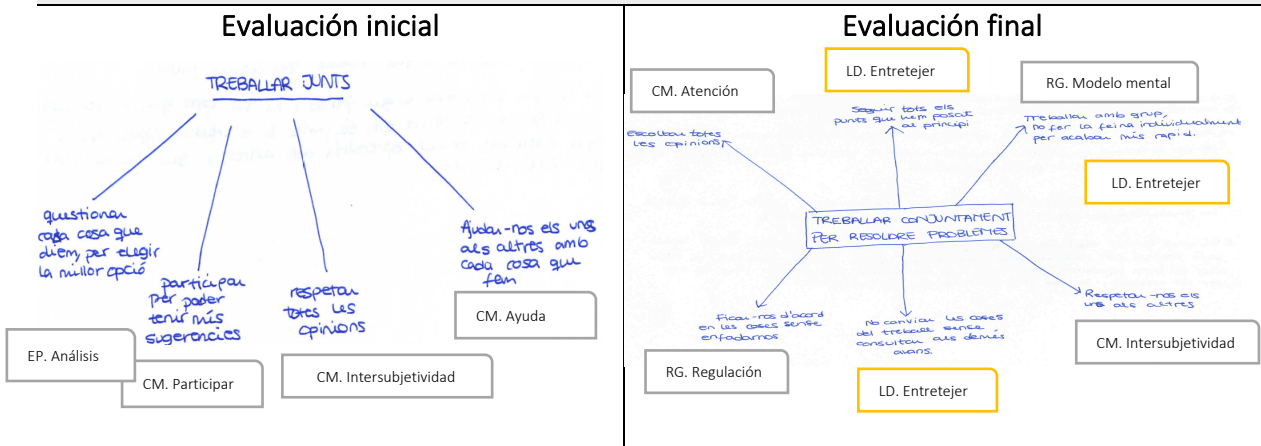 Evaluación inicial
TREBALLAR JUNTS
questionar
cada cosa que
diem, per elegir
la millor opció
EP. Análisis
participar
per poder
tenir més
sugerencies
CM. Participar
respetar
totes les
opinions
CM. Intersubjetividad
Ajudar-nos els uns
als altres amb
cada cosa que
fem
CM. Ayuda
Evaluación final
CM. Atención
Escoltar totes
les opinions
LD. Entretejer
Seguir tots els
punts que hem posat
al principi
RG. Modelo mental
Treballar amb grup,
no fer la feina individualment
per acabar més rapid.
LD. Entretejer
TREBALLAR CONJUNTAMENT
PER RESOLDRE PROBLEMES
Ficar-nos d'acord
en les coses sense
enfadarnos
RG. Regulación
No canviar les coses
del treball sense
consultar als demés
avans.
LD. Entretejer
Respetar-nos els
uns als altres
CM. Intersubjetividad